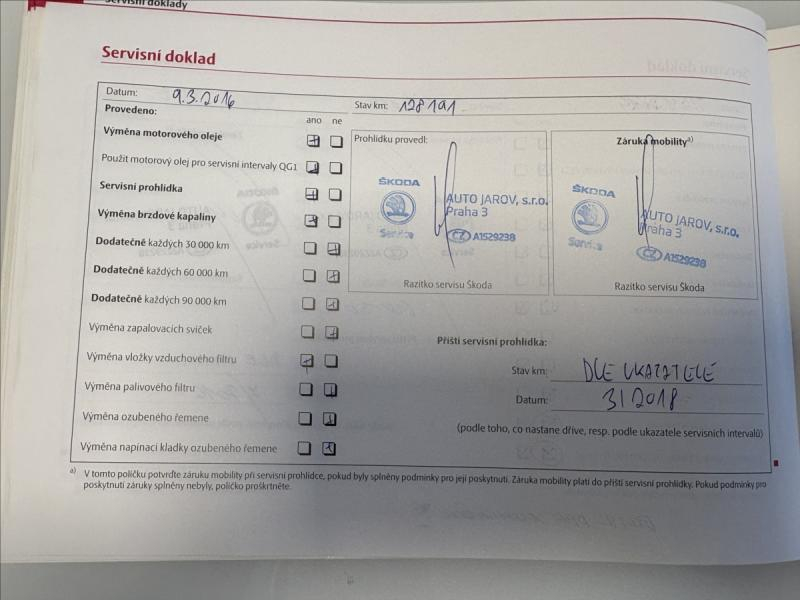 Servisní doklady
Servisní doklad
Datum: 9.3.2016
Stav km: 128191
Provedeno:
ano ne
Výměna motorového oleje
Použit motorový olej pro servisní intervaly QG1
Servisní prohlídka
Výměna brzdové kapaliny
Dodatečně každých 30 000 km
Dodatečně každých 60 000 km
Dodatečně každých 90 000 km
Výměna zapalovacích svíček
Výměna vložky vzduchového filtru
Výměna palivového filtru
Výměna ozubeného řemene
Výměna napínací kladky ozubeného řemene
Prohlídku provedl:
ŠKODA
Service
AUTO JAROV, s.r.o.
Praha 3
CZ A1529238
Razítko servisu Škoda
Záruka mobility a)
ŠKODA
Service
AUTO JAROV, s.r.o.
Praha 3
CZ A1529238
Razítko servisu Škoda
Příští servisní prohlídka:
Stav km: DLE UKAZATELE
Datum: 3/2018
(podle toho, co nastane dříve, resp. podle ukazatele servisních intervalů)
a) V tomto políčku potvrďte záruku mobility při servisní prohlídce, pokud byly splněny podmínky pro její poskytnutí. Záruka mobility platí do příští servisní prohlídky. Pokud podmínky pro
poskytnutí záruky splněny nebyly, políčko proškrtněte.